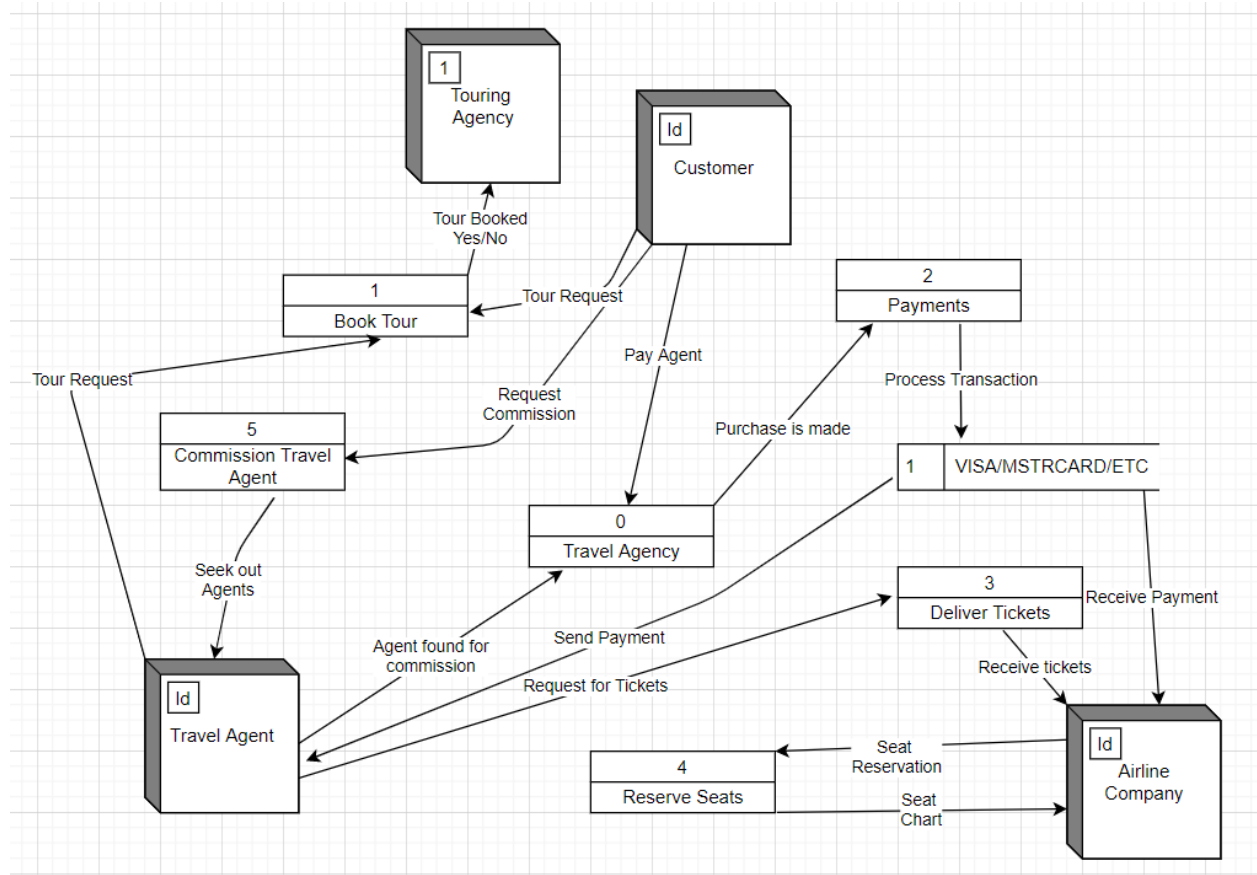 1
Touring
Agency
Id
Customer
Tour Booked
Yes/No
1
Book Tour
Tour Request
2
Payments
Pay Agent
Tour Request
Process Transaction
Request
Commission
5
Commission Travel
Agent
Purchase is made
1
VISA/MSTRCARD/ETC
0
Travel Agency
Seek out
Agents
3
Deliver Tickets
Receive Payment
Agent found for
commission
Send Payment
Receive tickets
Request for Tickets
Id
Travel Agent
4
Reserve Seats
Seat
Reservation
Seat
Chart
Id
Airline
Company